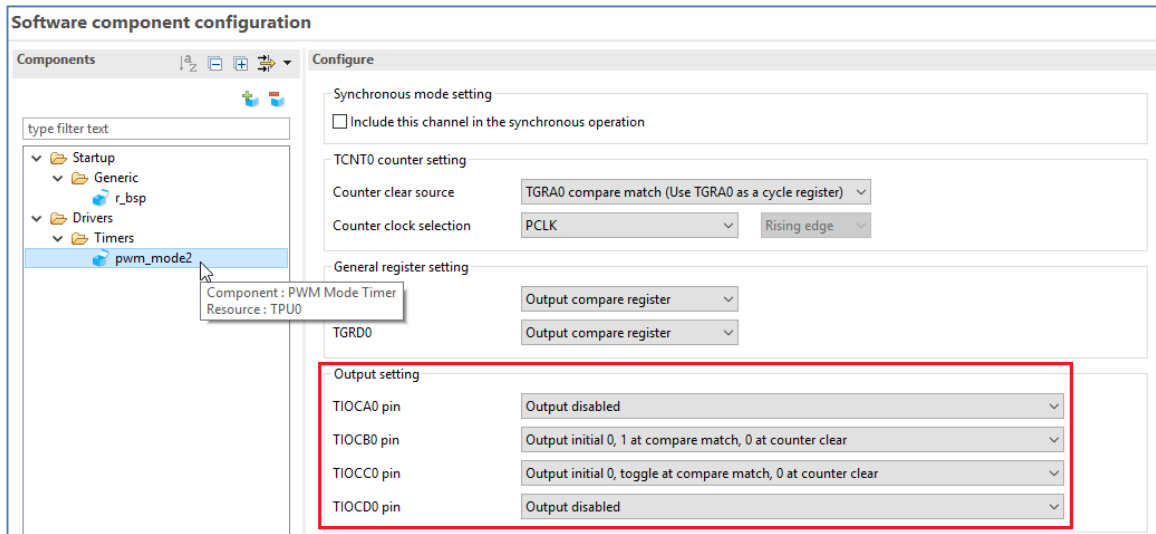 Software component configuration
Components
type filter text
Startup
Generic
r_bsp
Drivers
Timers
pwm_mode2
Component : PWM Mode Timer
Resource : TPU0
Configure
Synchronous mode setting
Include this channel in the synchronous operation
TCNT0 counter setting
Counter clear source TGRA0 compare match (Use TGRA0 as a cycle register)
Counter clock selection PCLK Rising edge
General register setting
Output compare register
TGRD0 Output compare register
Output setting
TIOCA0 pin Output disabled
TIOCB0 pin Output initial 0, 1 at compare match, 0 at counter clear
TIOCC0 pin Output initial 0, toggle at compare match, 0 at counter clear
TIOCD0 pin Output disabled